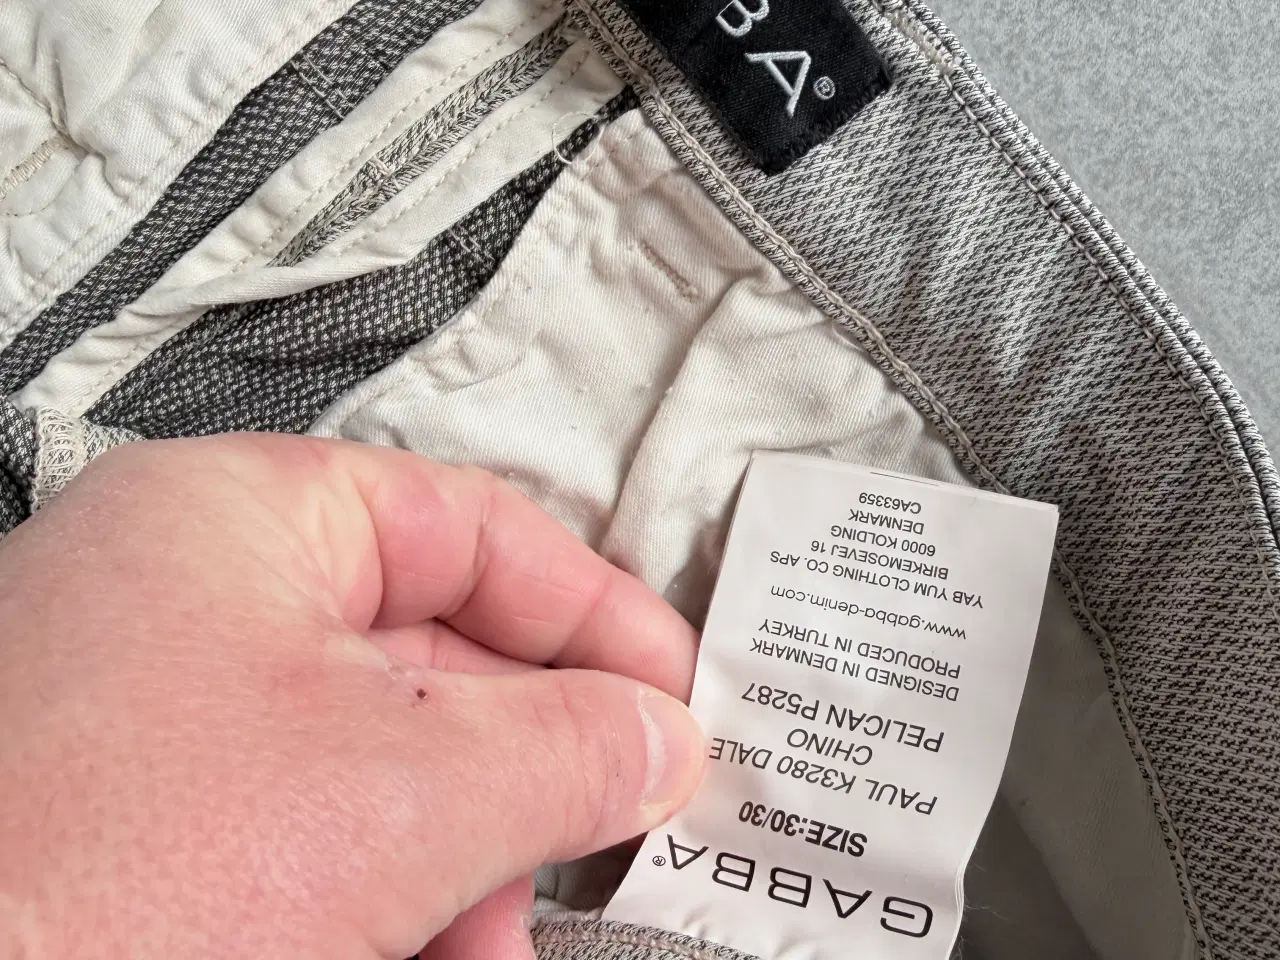 BBA®
GABBA®
SIZE:30/30
PAUL K3280 DALE
CHINO
PELICAN P5287
DESIGNED IN DENMARK
PRODUCED IN TURKEY
www.gabba-denim.com
YAB YUM CLOTHING CO. APS
BIRKEMOSEVEJ 16
6000 KOLDING
DENMARK
CA63359